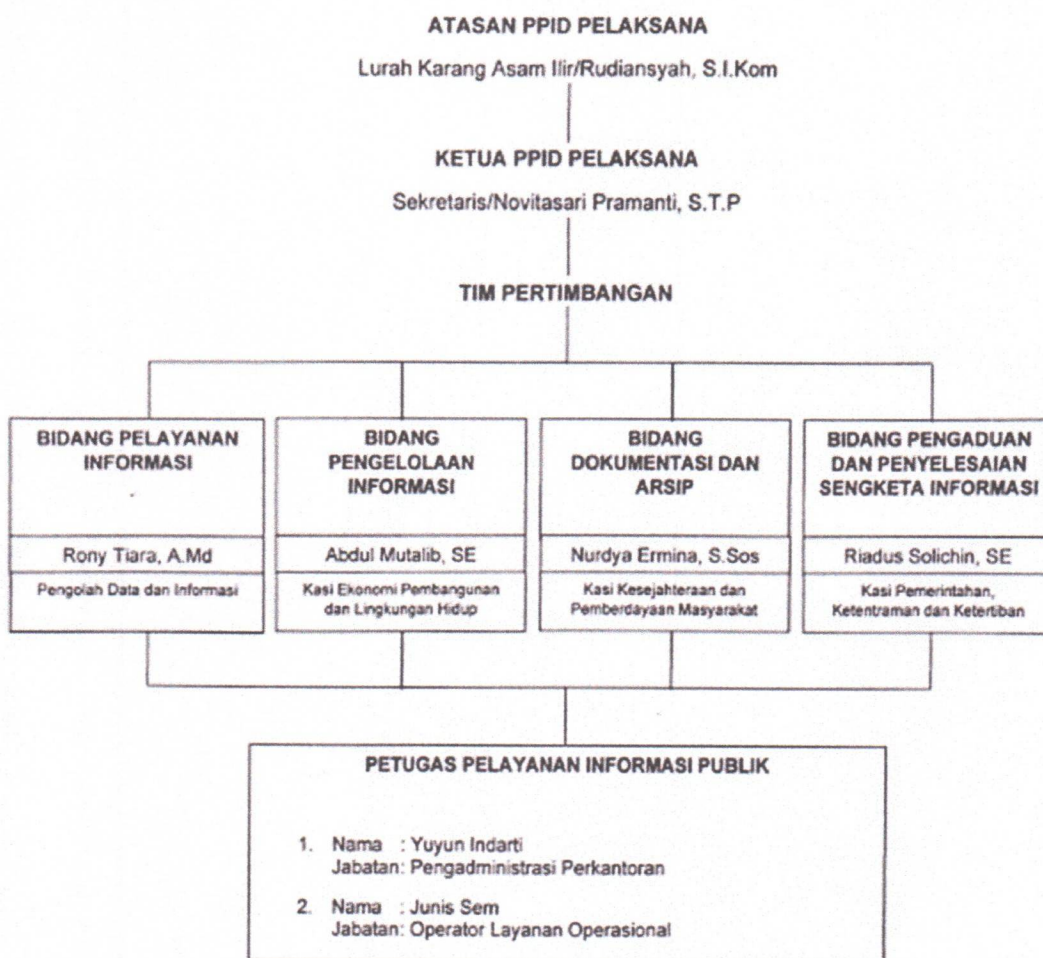 ATASAN PPID PELAKSANA
Lurah Karang Asam Ilir/Rudiansyah, S.I.Kom
KETUA PPID PELAKSANA
Sekretaris/Novitasari Pramanti, S.T.P
TIM PERTIMBANGAN
BIDANG PELAYANAN
INFORMASI
Rony Tiara, A.Md
Pengolah Data dan Informasi
BIDANG
PENGELOLAAN
INFORMASI
Abdul Mutalib, SE
Kasi Ekonomi Pembangunan
dan Lingkungan Hidup
BIDANG
DOKUMENTASI DAN
ARSIP
Nurdya Ermina, S.Sos
Kasi Kesejahteraan dan
Pemberdayaan Masyarakat
BIDANG PENGADUAN
DAN PENYELESAIAN
SENGKETA INFORMASI
Riadus Solichin, SE
Kasi Pemerintahan,
Ketentraman dan Ketertiban
PETUGAS PELAYANAN INFORMASI PUBLIK
1. Nama : Yuyun Indarti
Jabatan: Pengadministrasi Perkantoran
2. Nama : Junis Sem
Jabatan: Operator Layanan Operasional